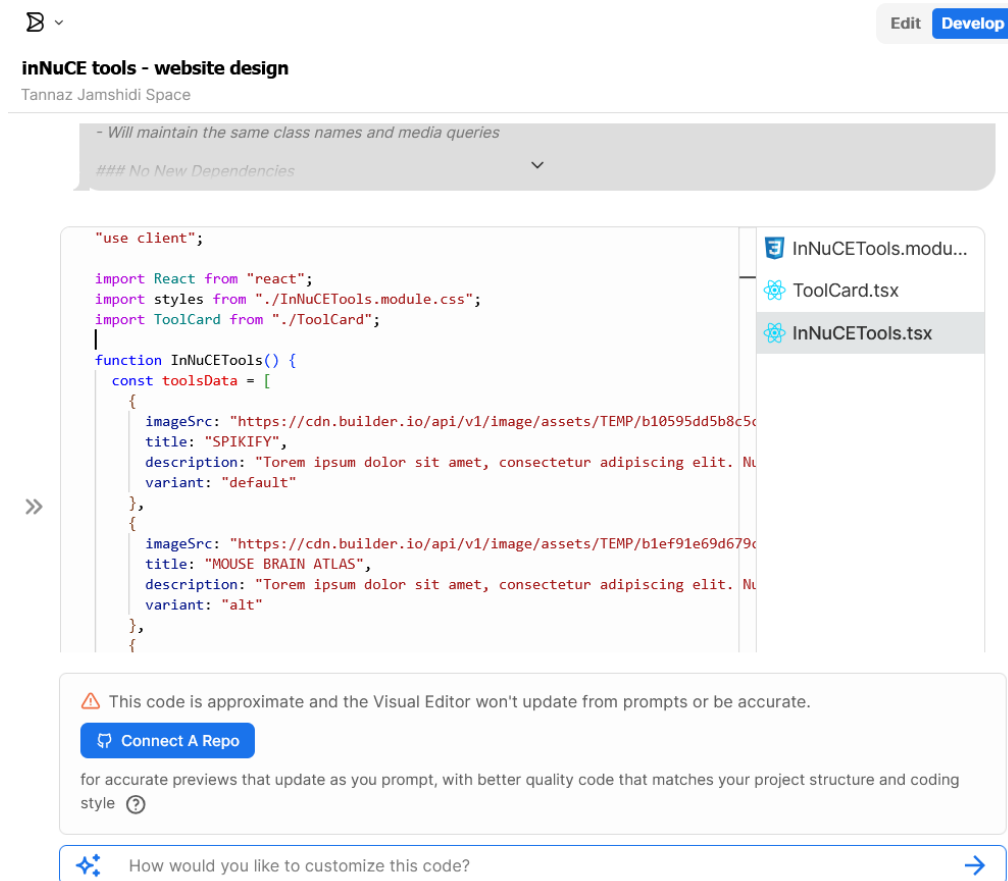 Edit
Develop
inNuCE tools - website design
Tannaz Jamshidi Space
- Will maintain the same class names and media queries
### No New Dependencies
"use client";
import React from "react";
import styles from "./InNuCETools.module.css";
import ToolCard from "./ToolCard";
function InNuCETools() {
const toolsData = [
{
imageSrc: "https://cdn.builder.io/api/v1/image/assets/TEMP/b10595dd5b8c5c
title: "SPIKIFY",
description: "Torem ipsum dolor sit amet, consectetur adipiscing elit. Nu
variant: "default"
},
{
imageSrc: "https://cdn.builder.io/api/v1/image/assets/TEMP/b1ef91e69d679c
title: "MOUSE BRAIN ATLAS",
description: "Torem ipsum dolor sit amet, consectetur adipiscing elit. Nu
variant: "alt"
},
{
InNuCETools.modu...
ToolCard.tsx
InNuCETools.tsx
This code is approximate and the Visual Editor won't update from prompts or be accurate.
Connect A Repo
for accurate previews that update as you prompt, with better quality code that matches your project structure and coding
style
How would you like to customize this code?